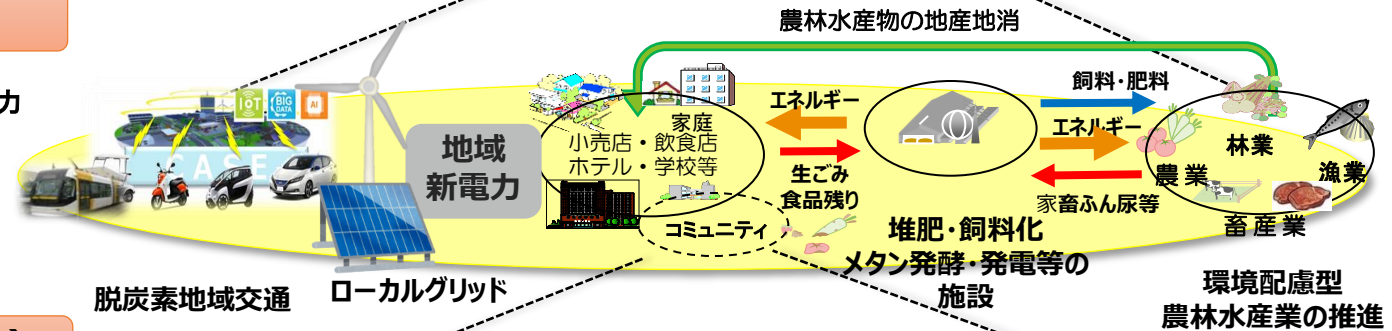 農林水産物の地産地消
力
IoT
BIG
DATA
AI
CASE
地域
新電力
家庭
小売店・飲食店
ホテル・学校等
コミュニティ
エネルギー
生ごみ
食品残り
飼料・肥料
エネルギー
家畜ふん尿等
林業
農業
漁業
畜産業
堆肥・飼料化
メタン発酵・発電等の
施設
脱炭素地域交通
ローカルグリッド
環境配慮型
農林水産業の推進